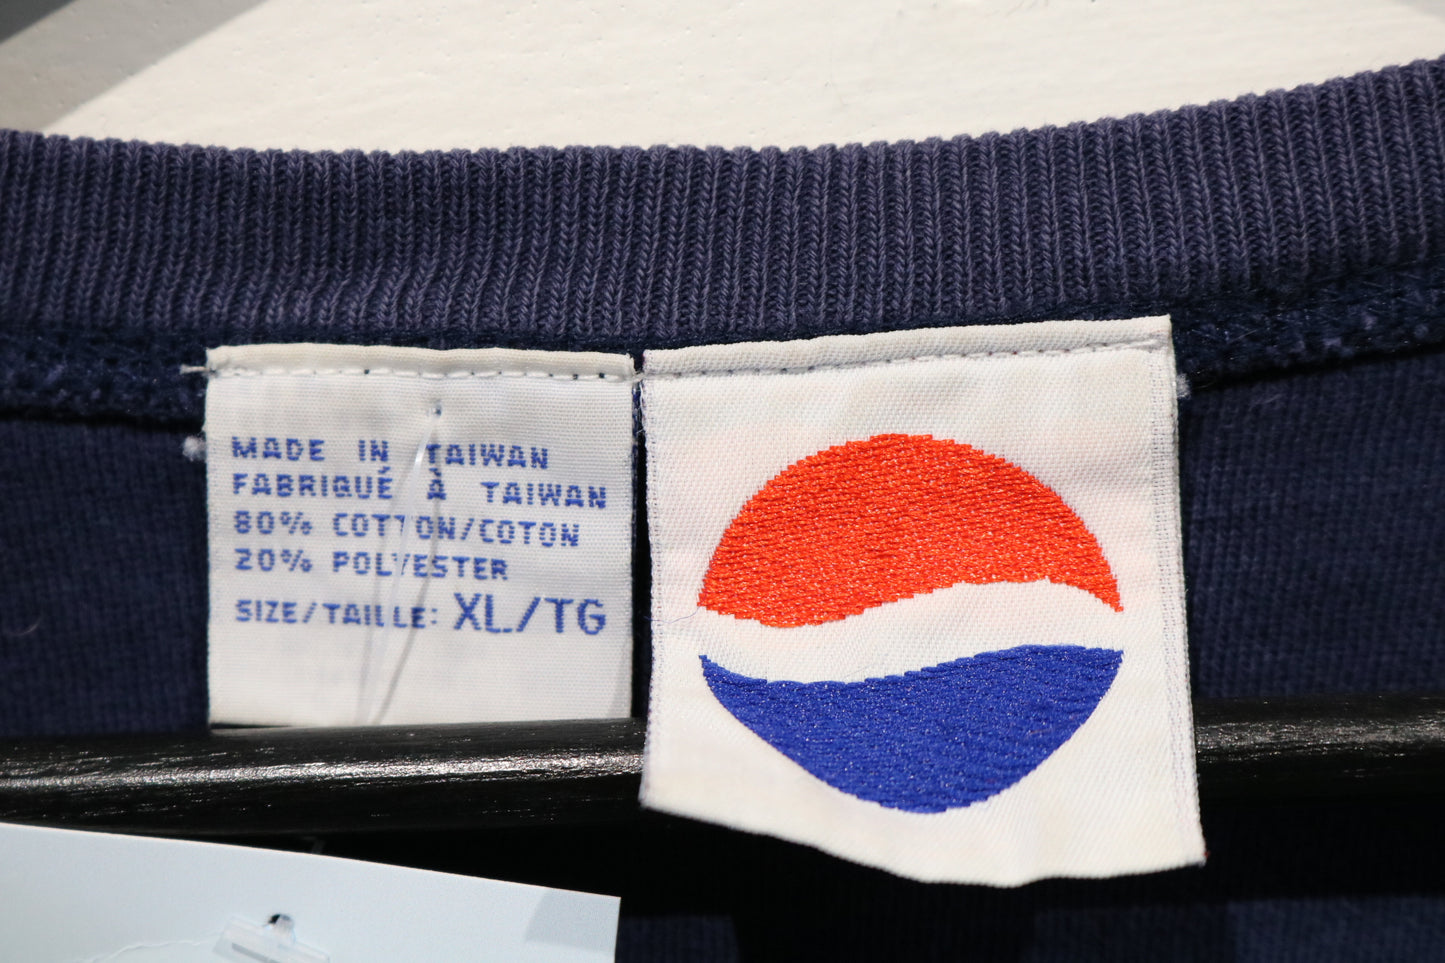 MADE IN TAIWAN
FABRIQUÉ À TAIWAN
80% COTTON/COTON
20% POLYESTER
SIZE/TAILLE: XL/TG